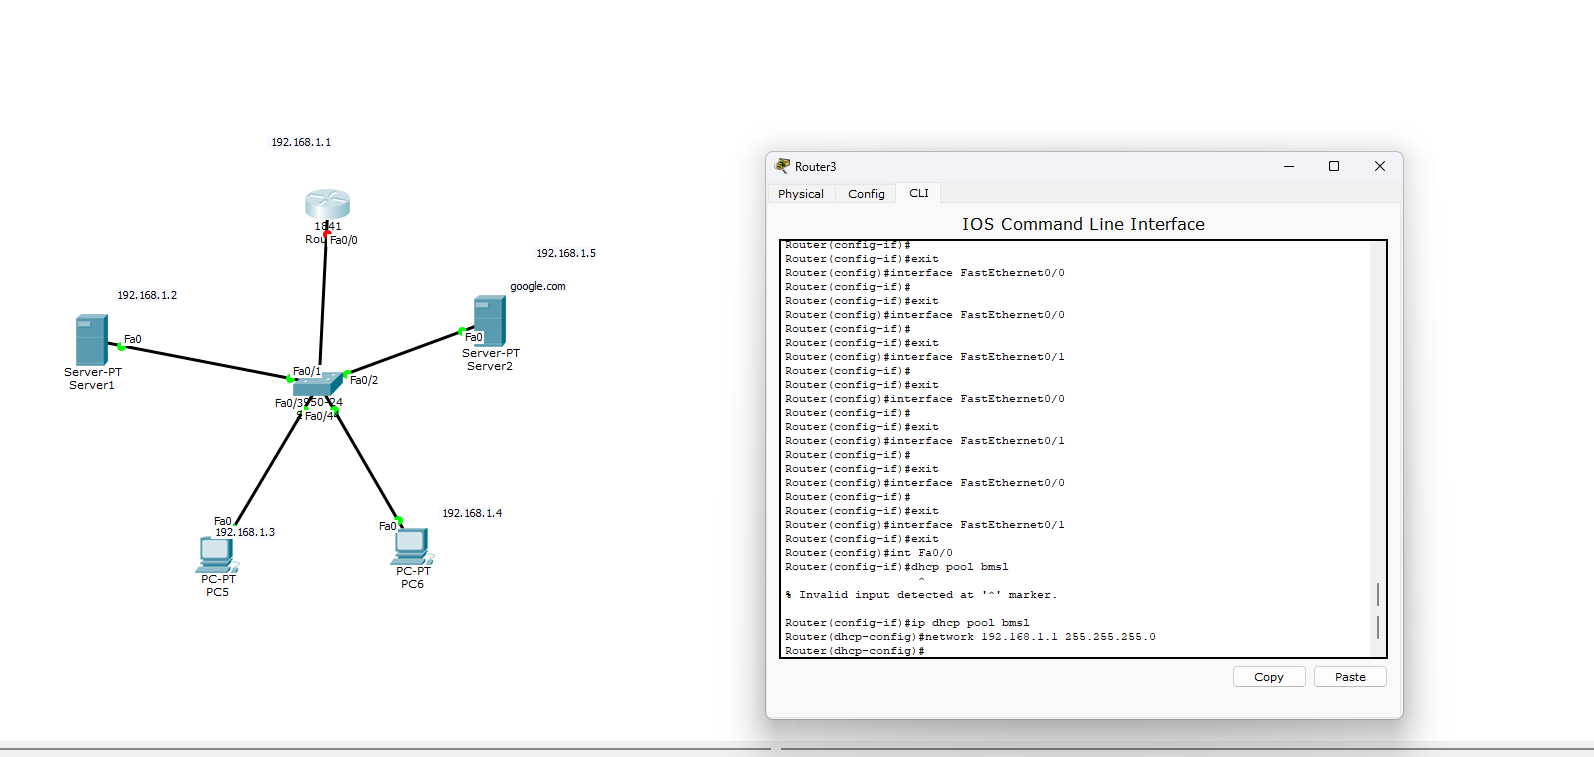 192.168.1.1
1841
Rou
Fa0/0
192.168.1.5
google.com
192.168.1.2
Fa0
Server-PT
Server1
Fa0
Server-PT
Server2
Fa0/1
Fa0/2
Fa0/3
950-24
Fa0/4
Fa0
192.168.1.3
PC-PT
PC5
192.168.1.4
Fa0
PC-PT
PC6
Router3
Physical Config CLI
IOS Command Line Interface
Router(config-if)#
Router(config-if)#exit
Router(config)#interface FastEthernet0/0
Router(config-if)#
Router(config-if)#exit
Router(config)#interface FastEthernet0/0
Router(config-if)#
Router(config-if)#exit
Router(config)#interface FastEthernet0/1
Router(config-if)#
Router(config-if)#exit
Router(config)#interface FastEthernet0/0
Router(config-if)#
Router(config-if)#exit
Router(config)#interface FastEthernet0/1
Router(config-if)#
Router(config-if)#exit
Router(config)#interface FastEthernet0/0
Router(config-if)#
Router(config-if)#exit
Router(config)#interface FastEthernet0/1
Router(config-if)#exit
Router(config)#int Fa0/0
Router(config-if)#dhcp pool bmsl
^
% Invalid input detected at '^' marker.
Router(config-if)#ip dhcp pool bmsl
Router(dhcp-config)#network 192.168.1.1 255.255.255.0
Router(dhcp-config)#
Copy Paste